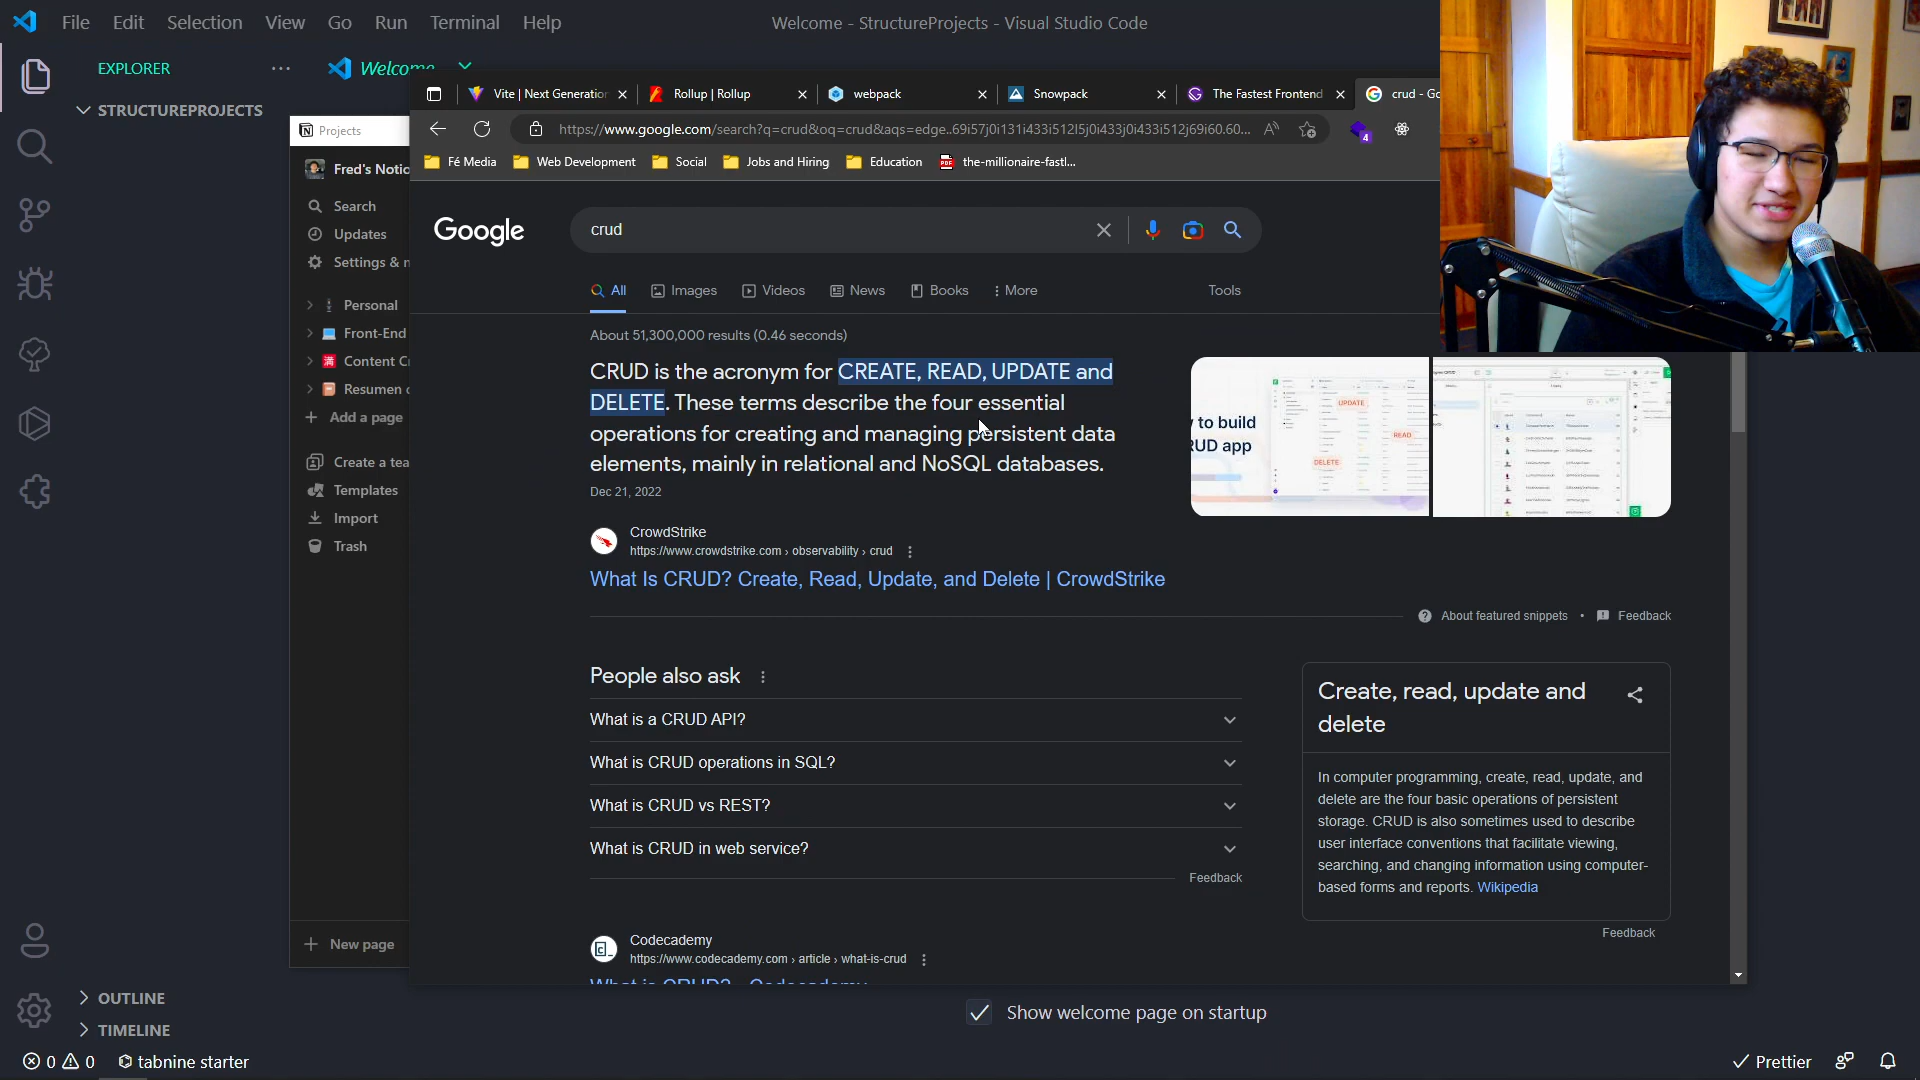 File Edit Selection View Go Run Terminal Help
Welcome - StructureProjects - Visual Studio Code
EXPLORER
Welcome
STRUCTUREPROJECTS
Vite | Next Generation
Rollup | Rollup
webpack
Snowpack
The Fastest Frontend
crud - Go
https://www.google.com/search?q=crud&oq=crud&aqs=edge..69i57j0i131i433i512l5j0i433j0i433i512j69i60.60...
4
Fé Media
Web Development
Social
Jobs and Hiring
Education
PDF
the-millionaire-fastl...
Projects
Fred's Notio
Search
Updates
Settings & m
Personal
Front-End
Content Cr
Resumen
Add a page
Create a tea
Templates
Import
Trash
New page
Google
crud
All Images Videos News Books More Tools
About 51,300,000 results (0.46 seconds)
CRUD is the acronym for CREATE, READ, UPDATE and
DELETE. These terms describe the four essential
operations for creating and managing persistent data
elements, mainly in relational and NoSQL databases.
Dec 21, 2022
to build
RUD app
UPDATE
READ
DELETE
CrowdStrike
https://www.crowdstrike.com › observability › crud
What Is CRUD? Create, Read, Update, and Delete | CrowdStrike
About featured snippets • Feedback
People also ask
What is a CRUD API?
What is CRUD operations in SQL?
What is CRUD vs REST?
What is CRUD in web service?
Feedback
Create, read, update and
delete
In computer programming, create, read, update, and
delete are the four basic operations of persistent
storage. CRUD is also sometimes used to describe
user interface conventions that facilitate viewing,
searching, and changing information using computer-
based forms and reports. Wikipedia
Feedback
Codecademy
https://www.codecademy.com › article › what-is-crud
What is CRUD? - Codecademy
OUTLINE
TIMELINE
Show welcome page on startup
0 0 tabnine starter
Prettier